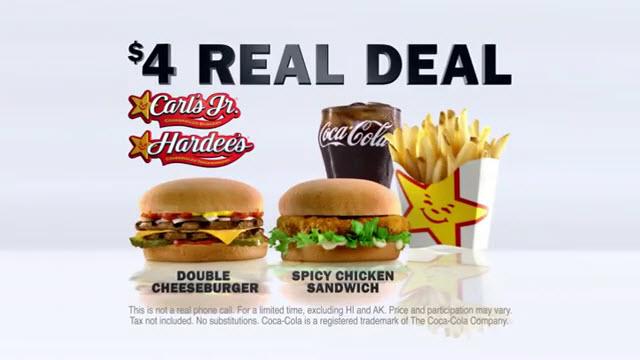 $4 REAL DEAL
Carl's Jr.
Hardee's
Coca-Cola
DOUBLE
CHEESEBURGER
SPICY CHICKEN
SANDWICH
This is not a real phone call. For a limited time, excluding HI and AK. Price and participation may vary.
Tax not included. No substitutions. Coca-Cola is a registered trademark of The Coca-Cola Company.